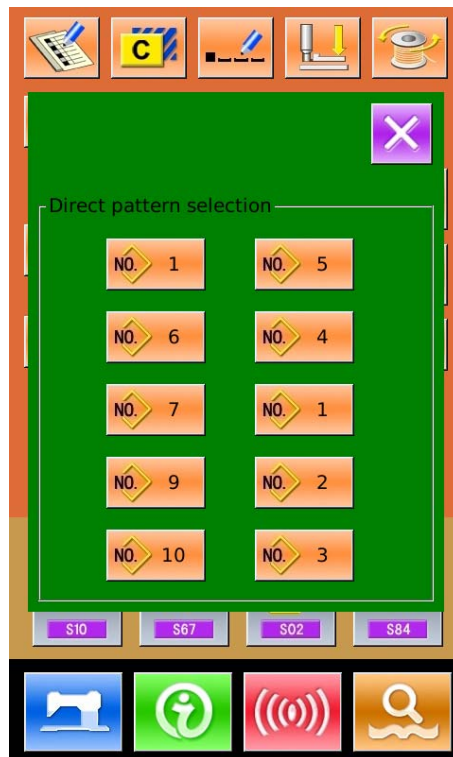 C
Direct pattern selection
NO. 1 NO. 5
NO. 6 NO. 4
NO. 7 NO. 1
NO. 9 NO. 2
NO. 10 NO. 3
S10 S67 S02 S84